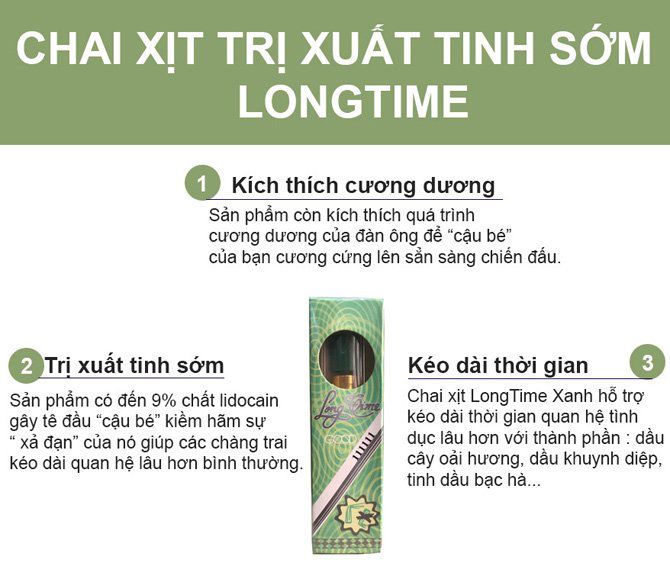 CHAI XỊT TRỊ XUẤT TINH SỚM
LONGTIME
1 Kích thích cương dương
Sản phẩm còn kích thích quá trình
cương dương của đàn ông để “cậu bé”
của bạn cương cứng lên sẳn sàng chiến đấu.
2 Trị xuất tinh sớm
Sản phẩm có đến 9% chất lidocain
gây tê đầu “cậu bé” kiềm hãm sự
“ xả đạn” của nó giúp các chàng trai
kéo dài quan hệ lâu hơn bình thường.
Long Time
Kéo dài thời gian 3
Chai xịt LongTime Xanh hỗ trợ
kéo dài thời gian quan hệ tình
dục lâu hơn với thành phần : dầu
cây oải hương, dầu khuynh diệp,
tinh dầu bạc hà...